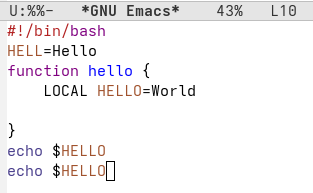 U:%%-  *GNU Emacs*  43%  L10
#!/bin/bash
HELL=Hello
function hello {
    LOCAL HELLO=World

}
echo $HELLO
echo $HELLO